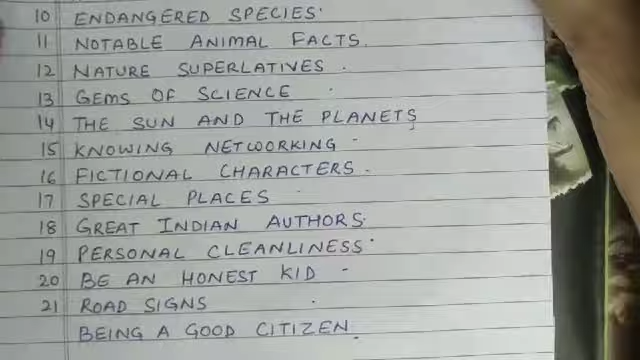 10 ENDANGERED SPECIES.
11 NOTABLE ANIMAL FACTS.
12 NATURE SUPERLATIVES.
13 GEMS OF SCIENCE.
14 THE SUN AND THE PLANETS
15 KNOWING NETWORKING -
16 FICTIONAL CHARACTERS.
17 SPECIAL PLACES
18 GREAT INDIAN AUTHORS.
19 PERSONAL CLEANLINESS.
20 BE AN HONEST KID -
21 ROAD SIGNS .
BEING A GOOD CITIZEN.